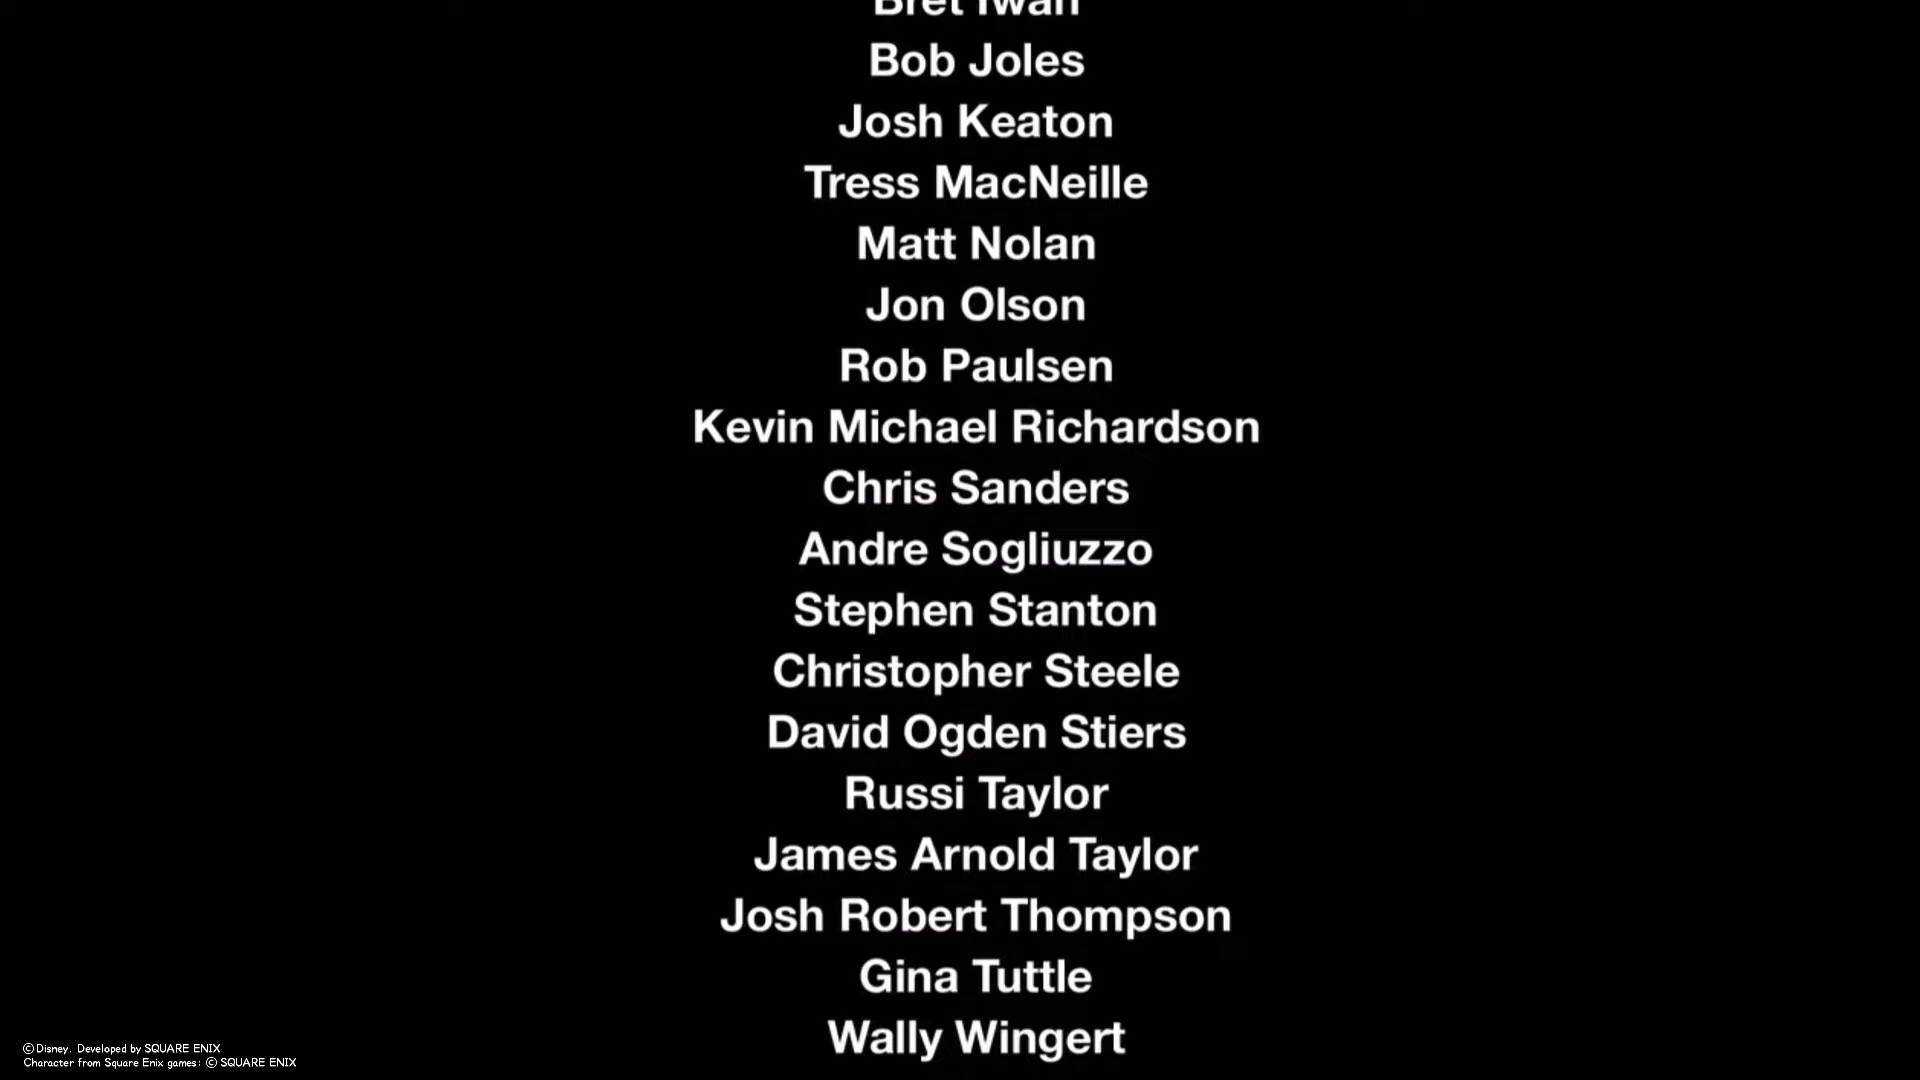 Bret Iwan
Bob Joles
Josh Keaton
Tress MacNeille
Matt Nolan
Jon Olson
Rob Paulsen
Kevin Michael Richardson
Chris Sanders
Andre Sogliuzzo
Stephen Stanton
Christopher Steele
David Ogden Stiers
Russi Taylor
James Arnold Taylor
Josh Robert Thompson
Gina Tuttle
Wally Wingert
©Disney. Developed by SQUARE ENIX
Character from Square Enix games: © SQUARE ENIX